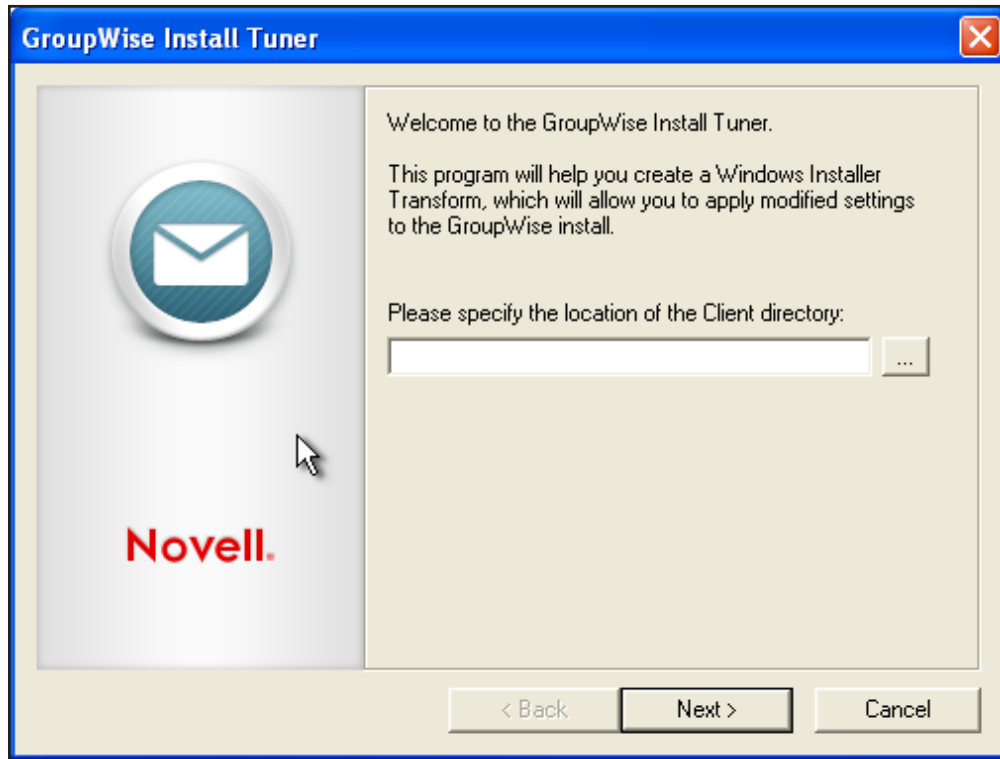 GroupWise Install Tuner
Welcome to the GroupWise Install Tuner.
This program will help you create a Windows Installer
Transform, which will allow you to apply modified settings
to the GroupWise install.
Please specify the location of the Client directory:
...
Novell®
< Back
Next >
Cancel